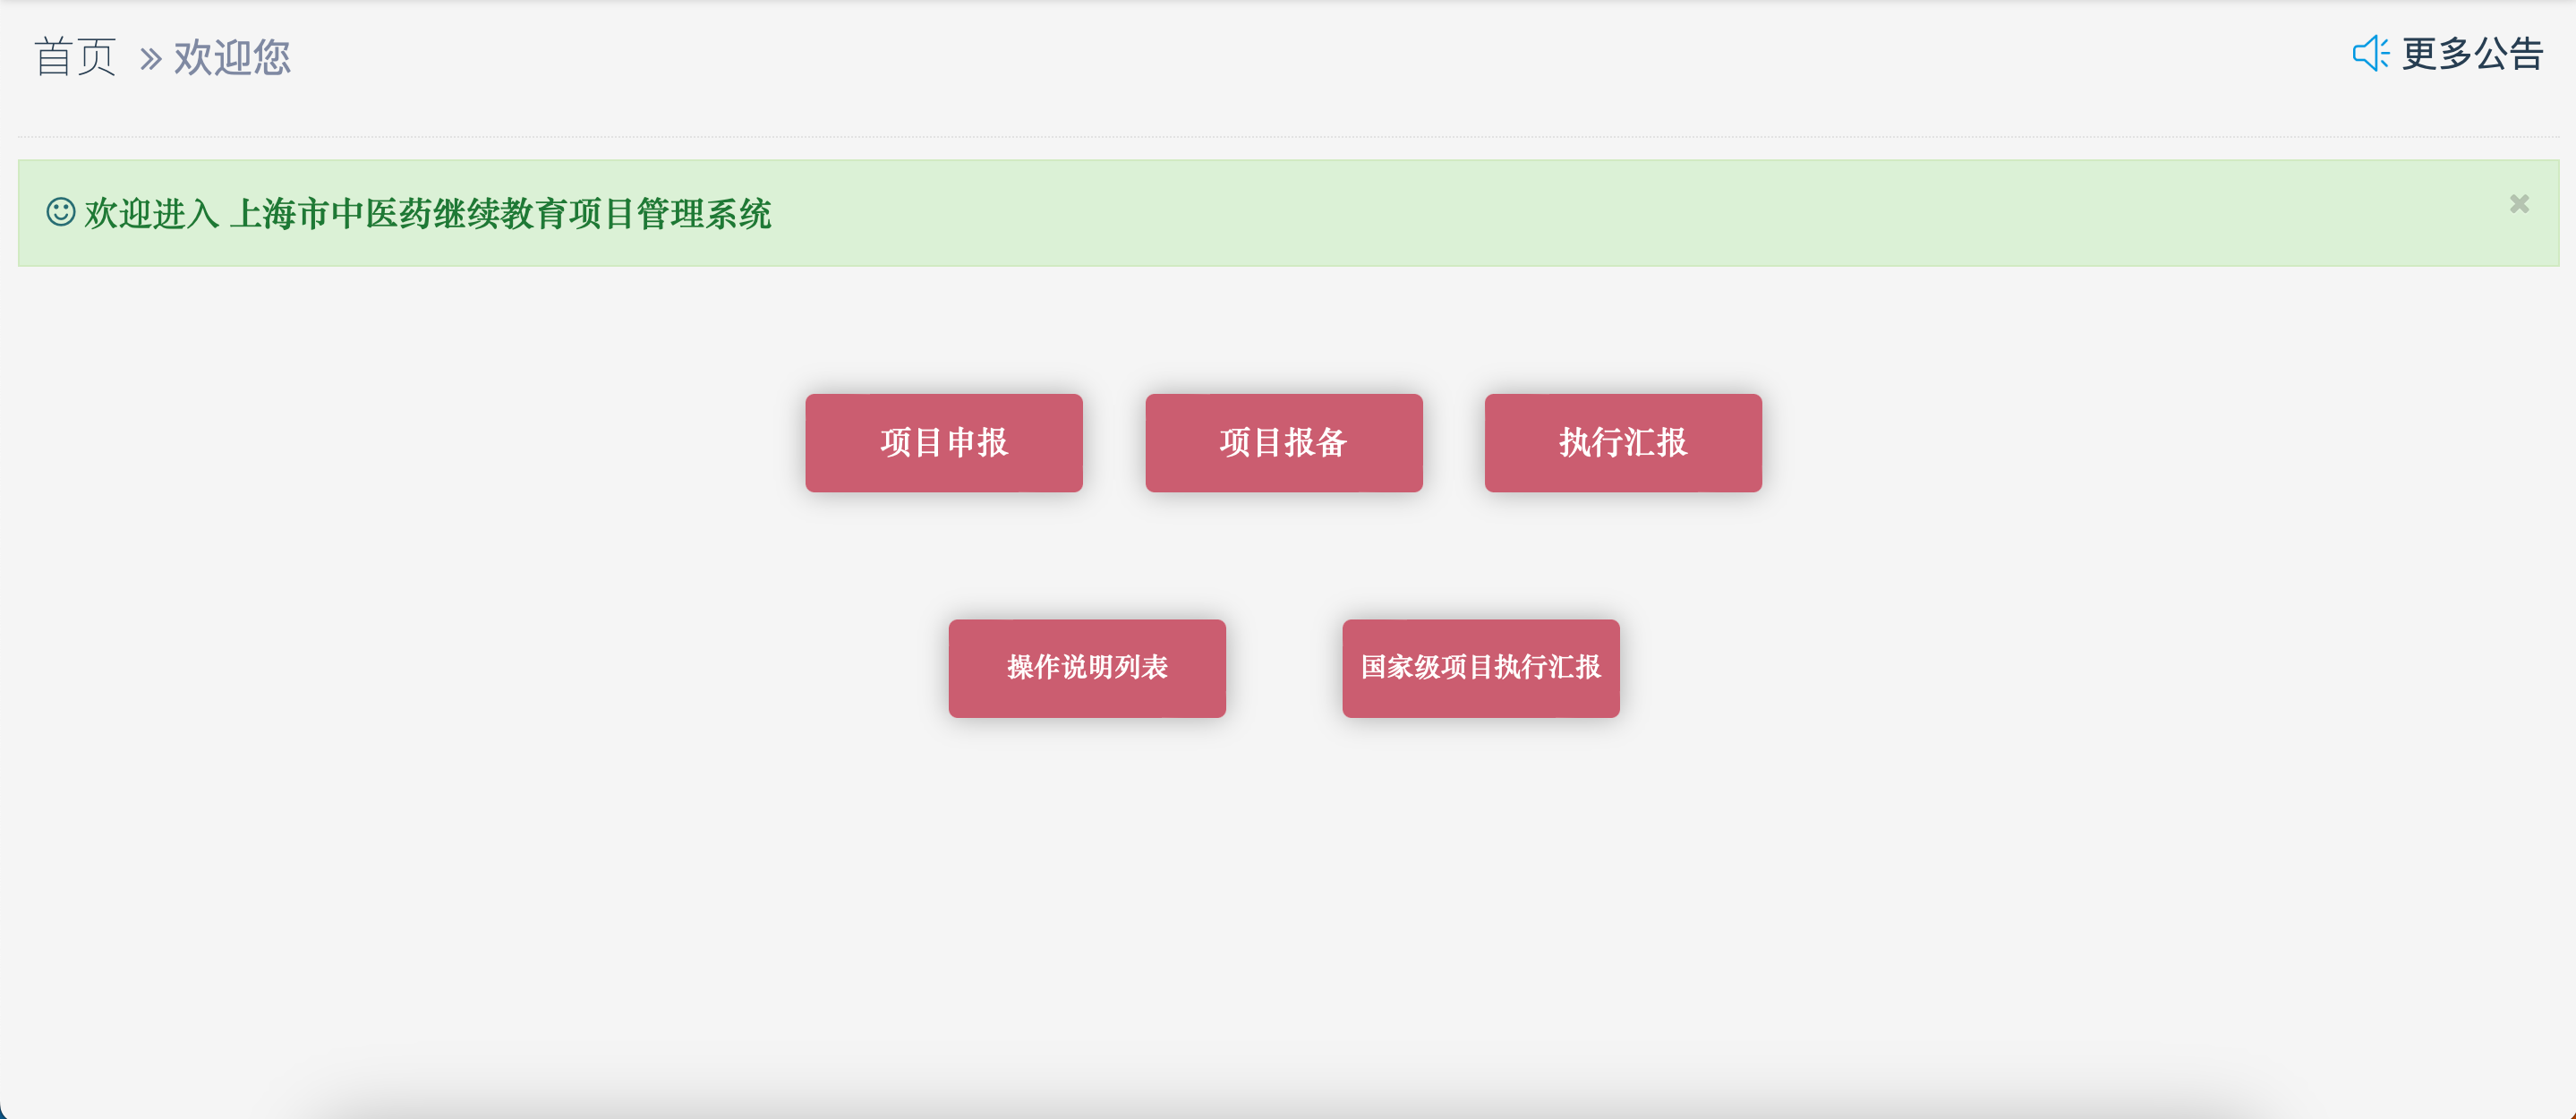 首页 » 欢迎您
更多公告
欢迎进入 上海市中医药继续教育项目管理系统
项目申报
项目报备
执行汇报
操作说明列表
国家级项目执行汇报